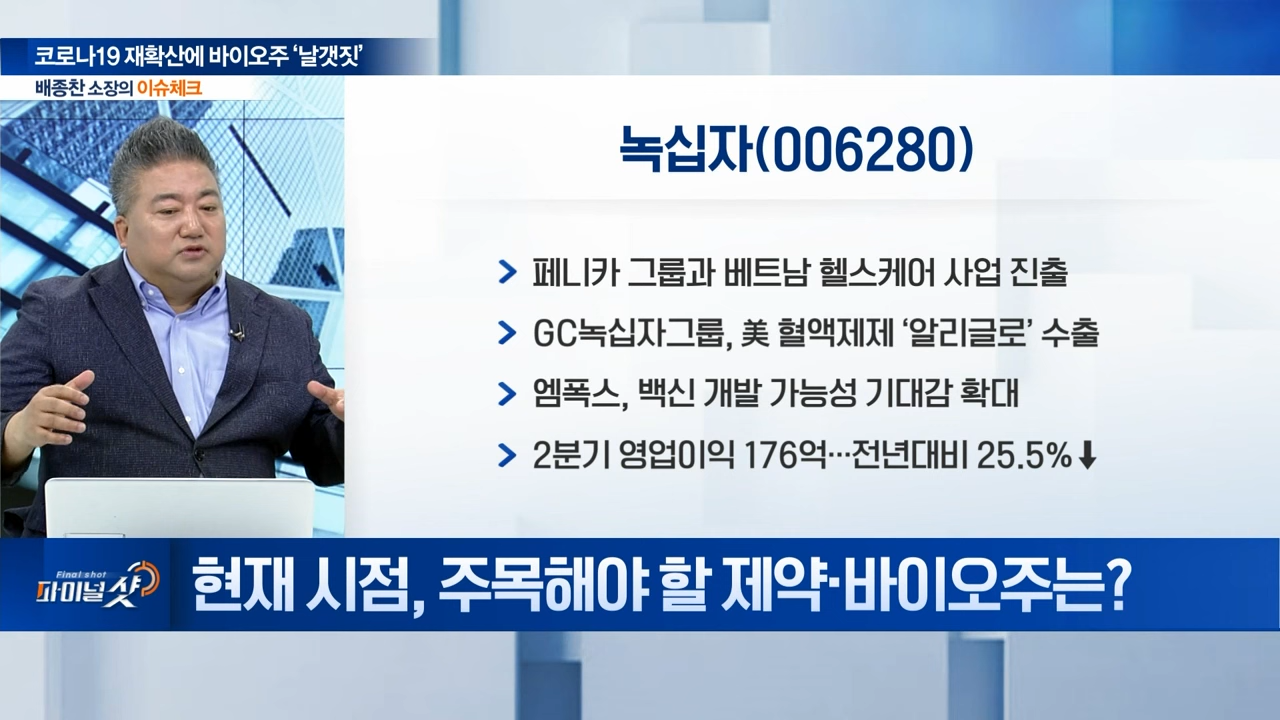 코로나19 재확산에 바이오주 ‘날갯짓’
배종찬 소장의 이슈체크
녹십자(006280)
> 페니카 그룹과 베트남 헬스케어 사업 진출
> GC녹십자그룹, 美 혈액제제 ‘알리글로’ 수출
> 엠폭스, 백신 개발 가능성 기대감 확대
> 2분기 영업이익 176억…전년대비 25.5%⬇
Final shot
파이널샷
현재 시점, 주목해야 할 제약·바이오주는?